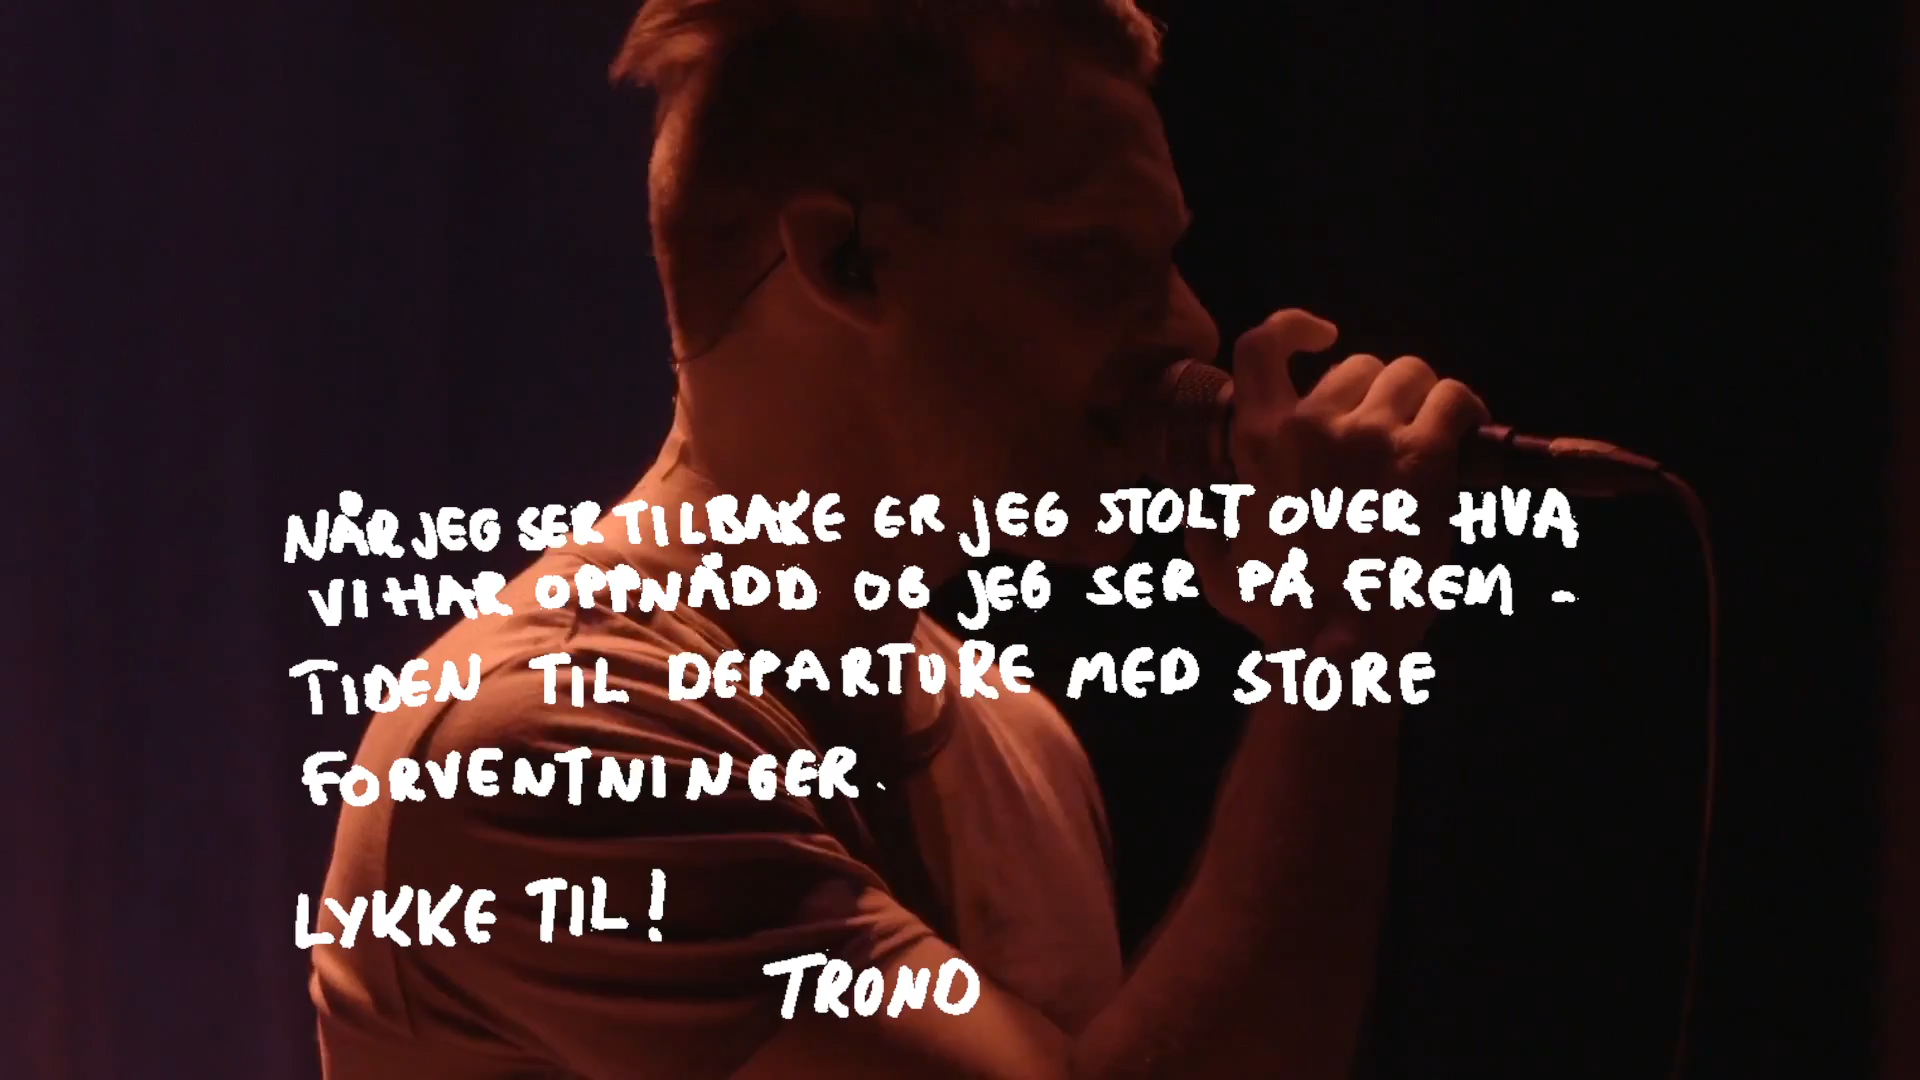 NÅR JEG SER TILBAKE ER JEG STOLT OVER HVA
VI HAR OPPNÅDD OG JEG SER PÅ FREM -
TIDEN TIL DEPARTURE MED STORE
FORVENTNINGER.
LYKKE TIL!
TROND